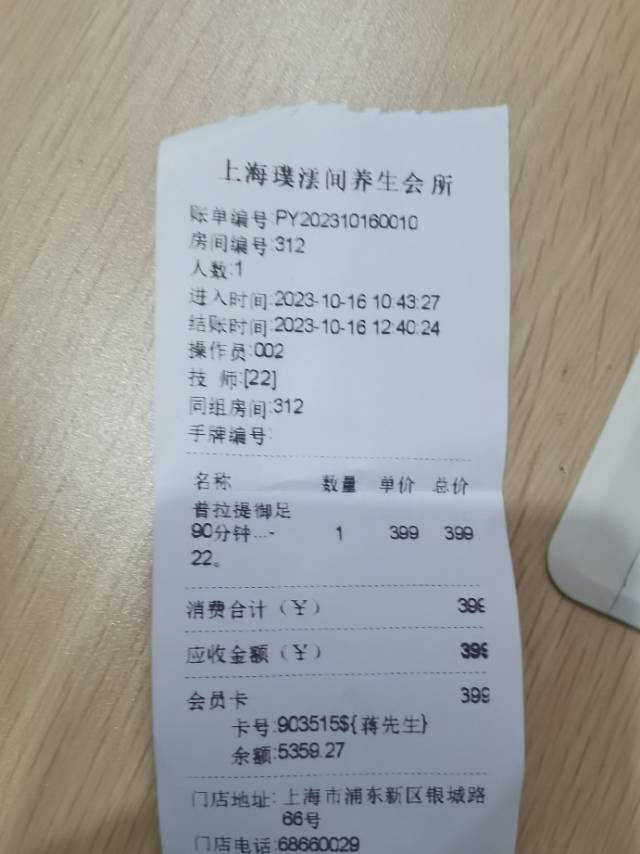 上海璞漾间养生会所
账单编号:PY202310160010
房间编号:312
人数:1
进入时间:2023-10-16 10:43:27
结账时间:2023-10-16 12:40:24
操作员:002
技 师:[22]
同组房间:312
手牌编号:
名称 数量 单价 总价
普拉提御足
90分钟...- 1 399 399
22。
消费合计（￥） 399
应收金额（￥） 399
会员卡 399
卡号:903515${蒋先生}
余额:5359.27
门店地址: 上海市浦东新区银城路
66号
门店电话:68660029